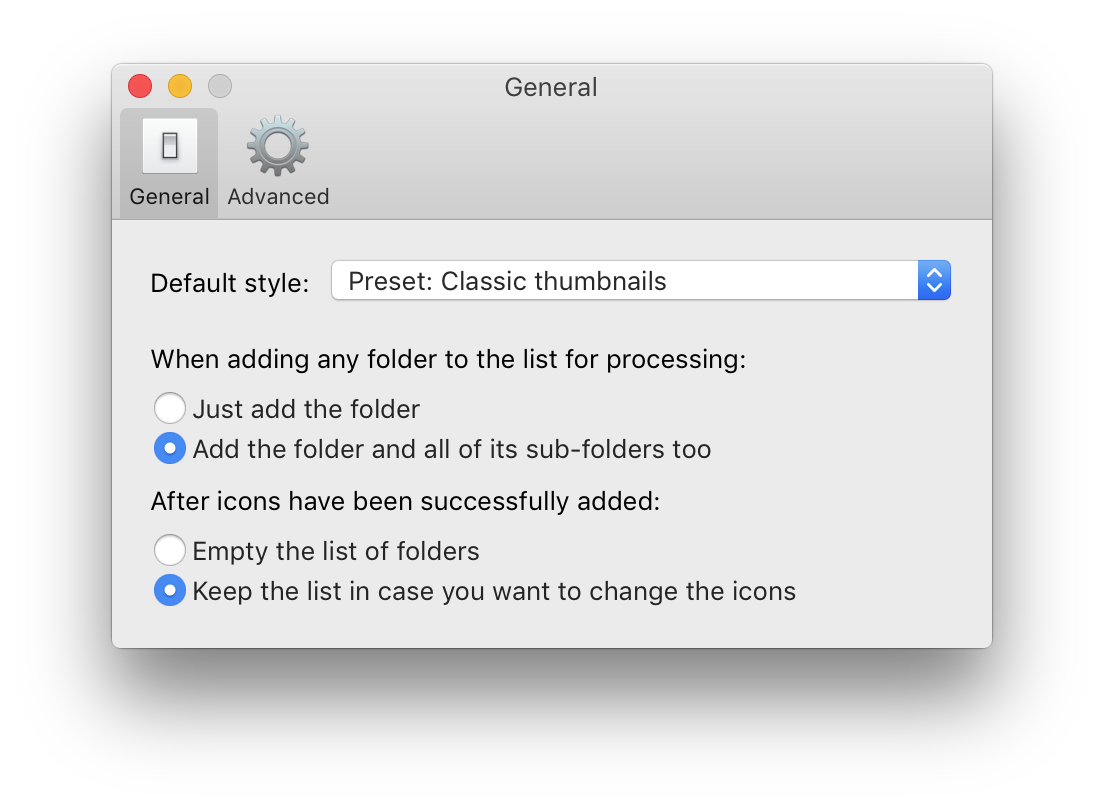 General
General
Advanced
Default style:
Preset: Classic thumbnails
When adding any folder to the list for processing:
Just add the folder
Add the folder and all of its sub-folders too
After icons have been successfully added:
Empty the list of folders
Keep the list in case you want to change the icons